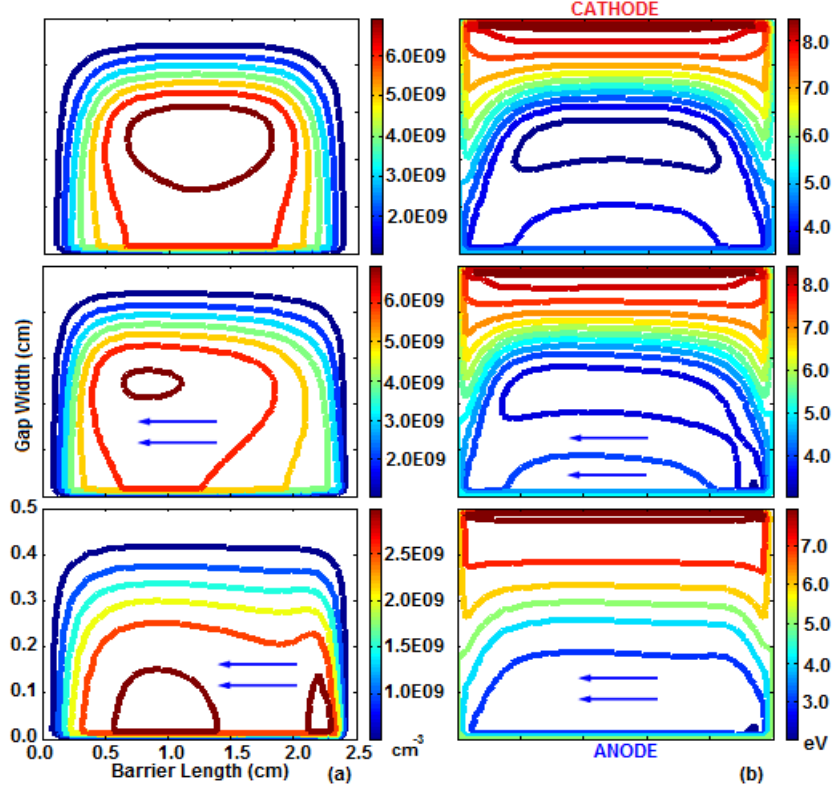 CATHODE
6.0E09
5.0E09
4.0E09
3.0E09
2.0E09
8.0
7.0
6.0
5.0
4.0
Gap Width (cm)
6.0E09
5.0E09
4.0E09
3.0E09
2.0E09
8.0
7.0
6.0
5.0
4.0
0.5
0.4
0.3
0.2
0.1
0.0
2.5E09
2.0E09
1.5E09
1.0E09
cm-3
7.0
6.0
5.0
4.0
3.0
eV
0.0 0.5 1.0 1.5 2.0 2.5
Barrier Length (cm) (a)
ANODE (b)